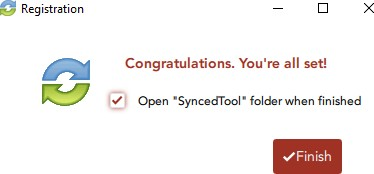 Registration
Congratulations. You're all set!
Open "SyncedTool" folder when finished
Finish